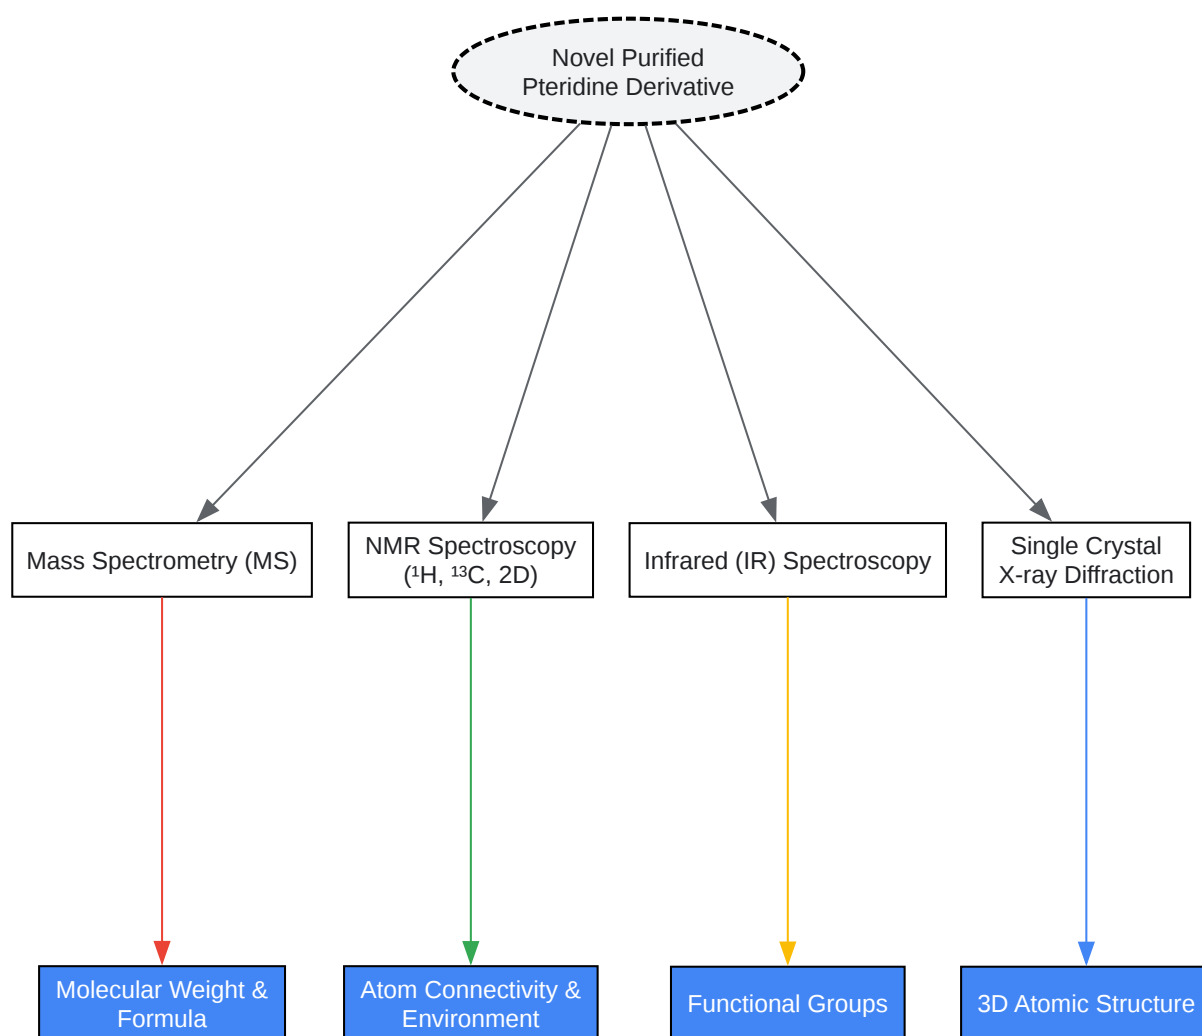 Novel Purified
Pteridine Derivative
Mass Spectrometry (MS)
NMR Spectroscopy
(¹H, ¹³C, 2D)
Infrared (IR) Spectroscopy
Single Crystal
X-ray Diffraction
Molecular Weight &
Formula
Atom Connectivity &
Environment
Functional Groups
3D Atomic Structure